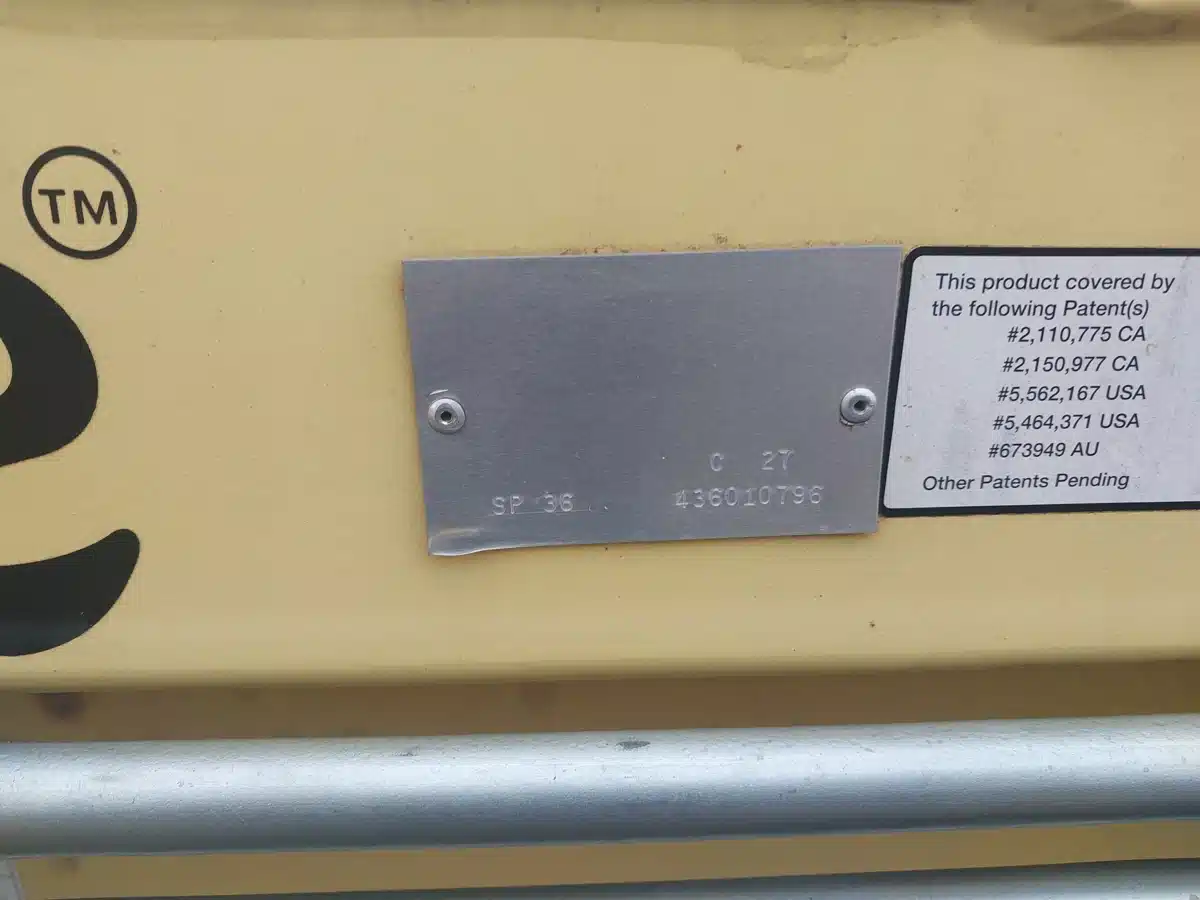 TM
C 27
SP 36 436010796
This product covered by
the following Patent(s)
#2,110,775 CA
#2,150,977 CA
#5,562,167 USA
#5,464,371 USA
#673949 AU
Other Patents Pending